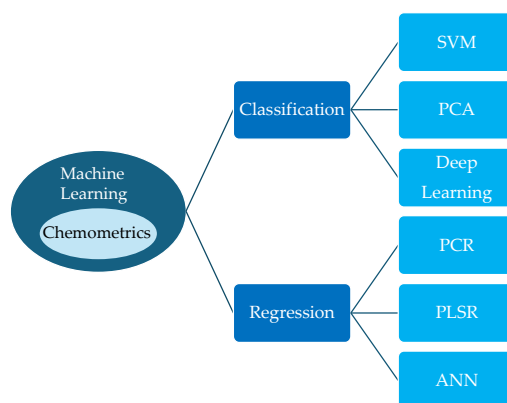 Machine
Learning
Chemometrics
Classification
SVM
PCA
Deep
Learning
Regression
PCR
PLSR
ANN